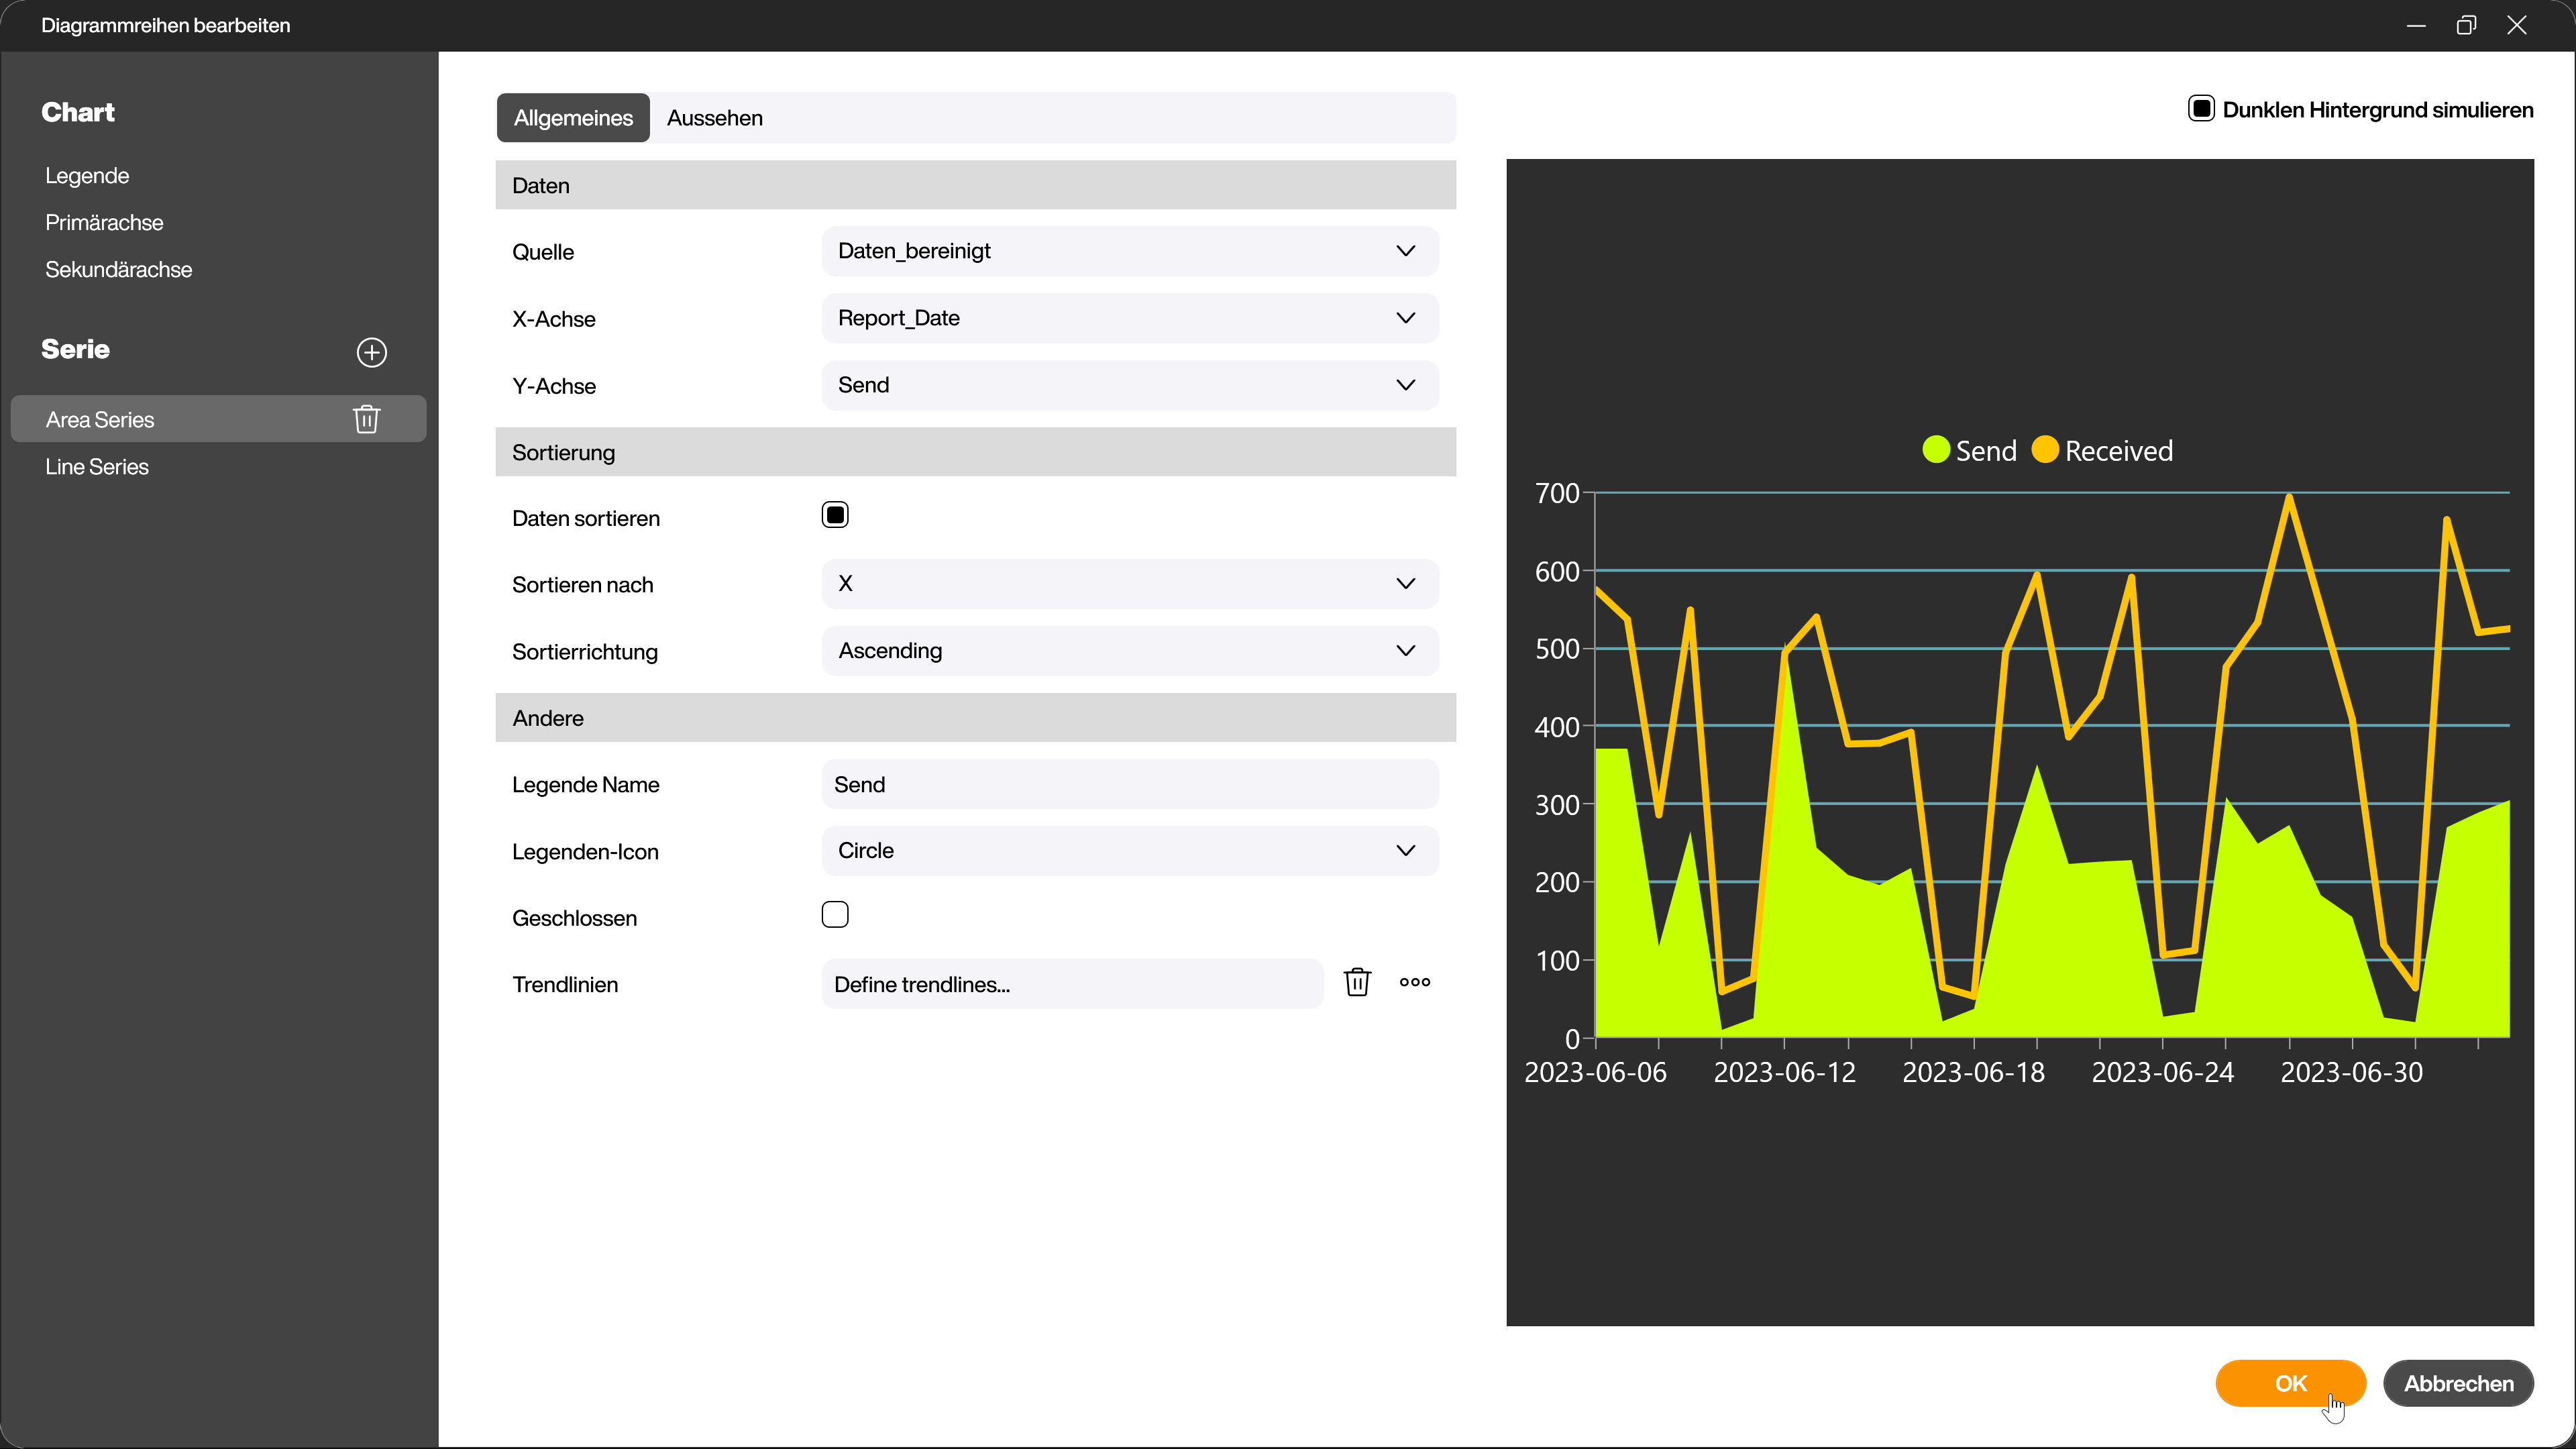 Diagrammreihen bearbeiten
Chart
Legende
Primärachse
Sekundärachse
Serie
Area Series
Line Series
Allgemeines Aussehen
Daten
Quelle Daten_bereinigt
X-Achse Report_Date
Y-Achse Send
Sortierung
Daten sortieren
Sortieren nach X
Sortierrichtung Ascending
Andere
Legende Name Send
Legenden-Icon Circle
Geschlossen
Trendlinien Define trendlines...
Dunklen Hintergrund simulieren
Send Received
700
600
500
400
300
200
100
0
2023-06-06 2023-06-12 2023-06-18 2023-06-24 2023-06-30
OK Abbrechen